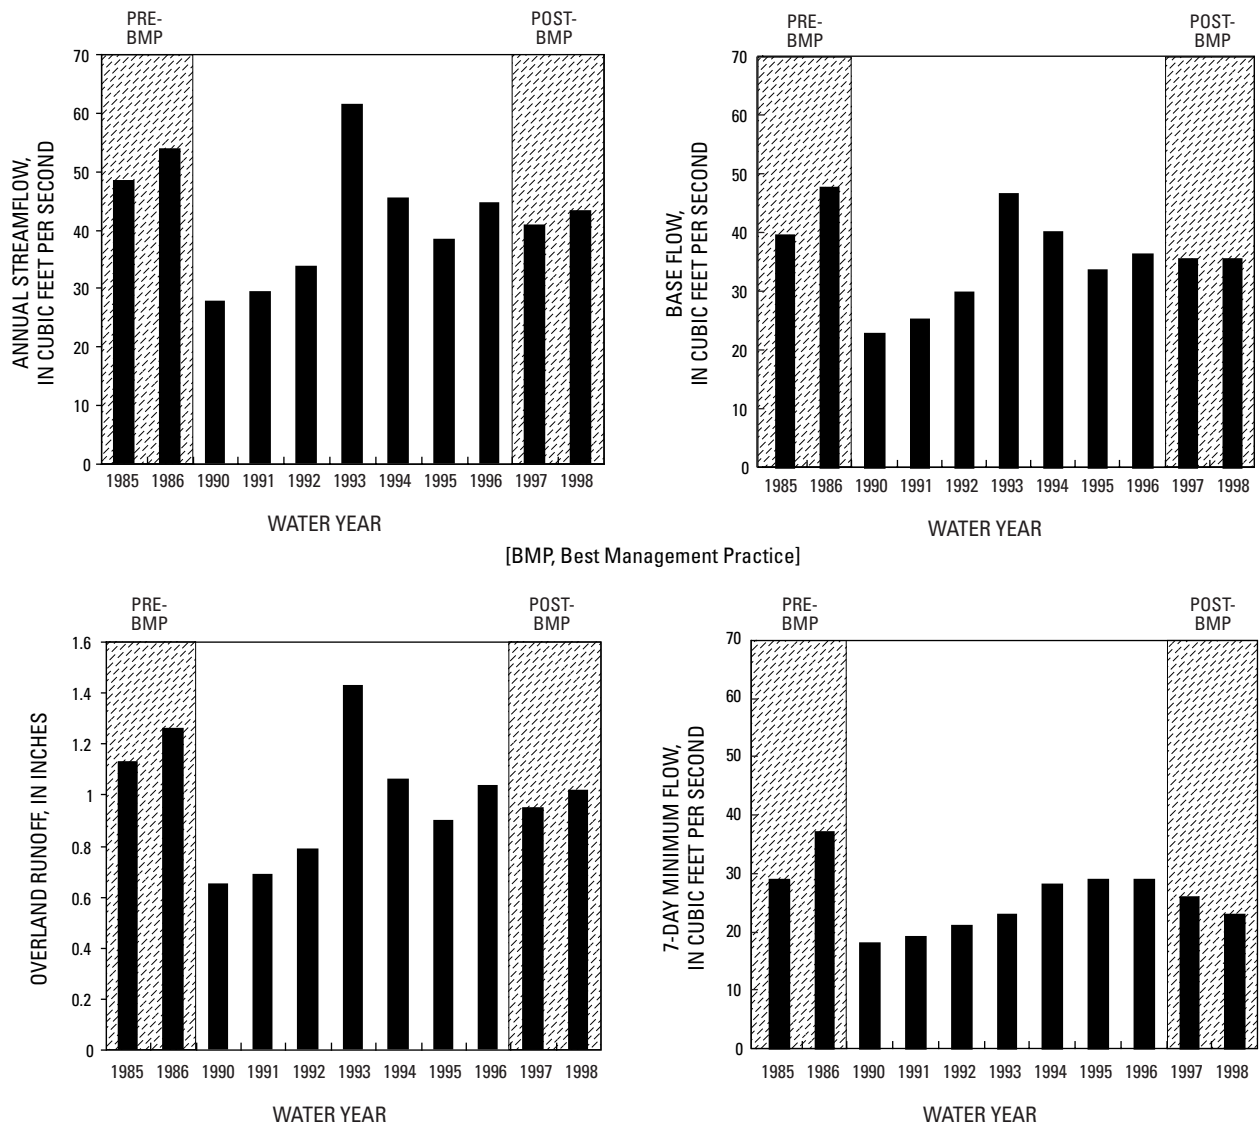 PRE-
BMP
POST-
BMP
ANNUAL STREAMFLOW,
IN CUBIC FEET PER SECOND
70
60
50
40
30
20
10
0
1985 1986 1990 1991 1992 1993 1994 1995 1996 1997 1998
WATER YEAR
PRE-
BMP
POST-
BMP
BASE FLOW,
IN CUBIC FEET PER SECOND
70
60
50
40
30
20
10
0
1985 1986 1990 1991 1992 1993 1994 1995 1996 1997 1998
WATER YEAR
[BMP, Best Management Practice]
PRE-
BMP
POST-
BMP
OVERLAND RUNOFF, IN INCHES
1.6
1.4
1.2
1
0.8
0.6
0.4
0.2
0
1985 1986 1990 1991 1992 1993 1994 1995 1996 1997 1998
WATER YEAR
PRE-
BMP
POST-
BMP
7-DAY MINIMUM FLOW,
IN CUBIC FEET PER SECOND
70
60
50
40
30
20
10
0
1985 1986 1990 1991 1992 1993 1994 1995 1996 1997 1998
WATER YEAR